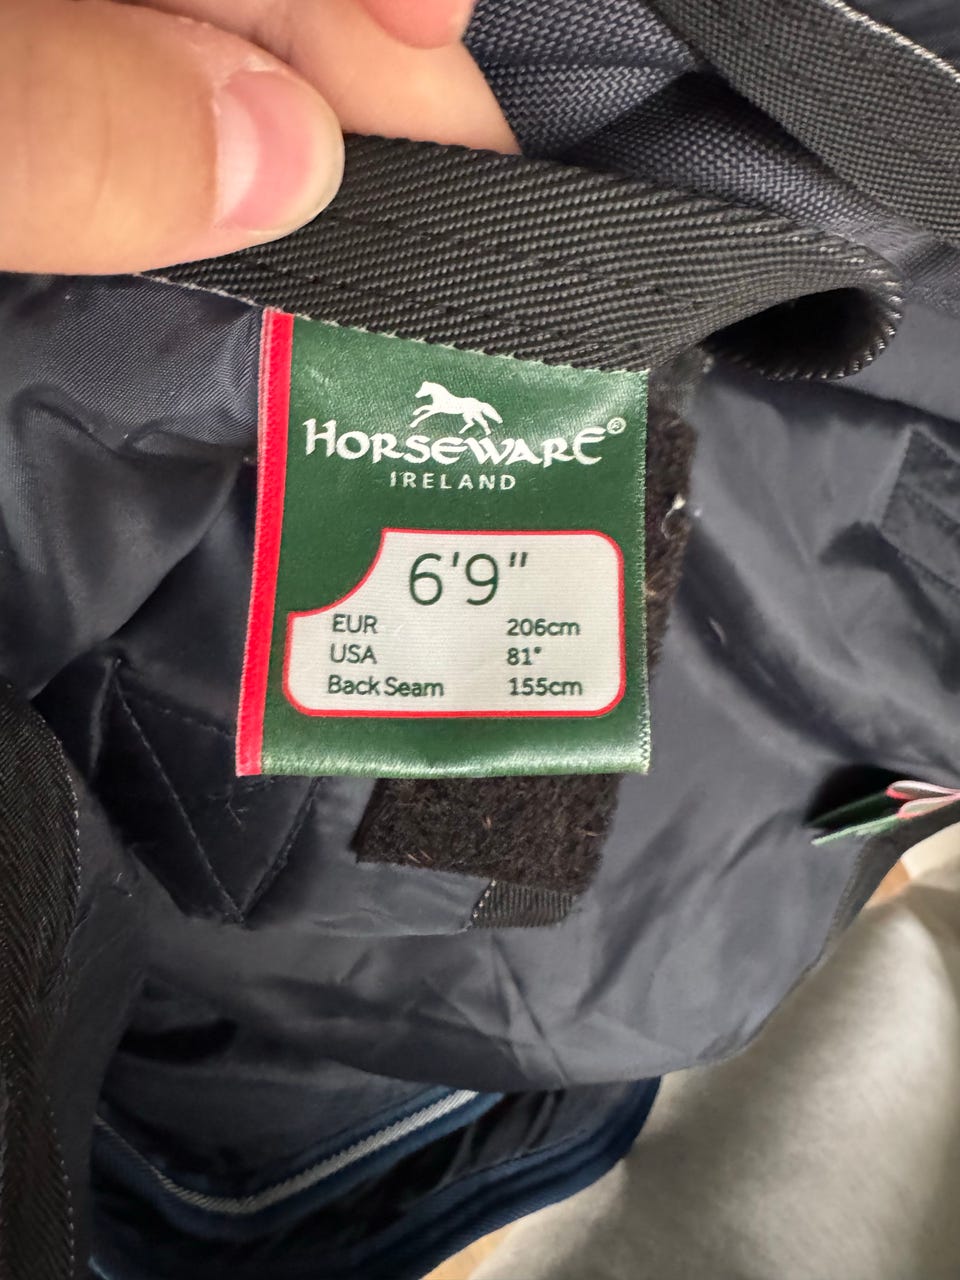 HORSEWARE®
IRELAND
6'9"
EUR 206cm
USA 81"
Back Seam 155cm